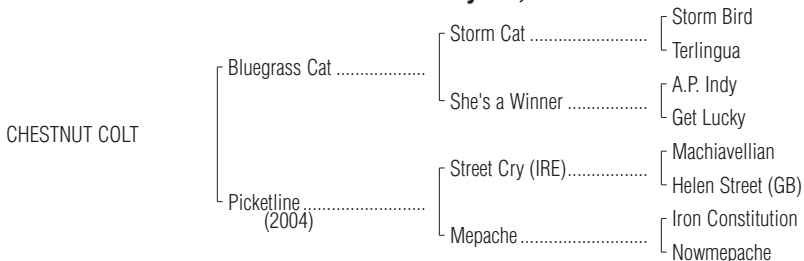 Storm Bird
Storm Cat ....................
Terlingua
Bluegrass Cat ...................
A.P. Indy
She's a Winner .................
Get Lucky
CHESTNUT COLT
Machiavellian
Street Cry (IRE).................
Helen Street (GB)
Picketline ..........................
(2004)
Iron Constitution
Mepache...........................
Nowmepache